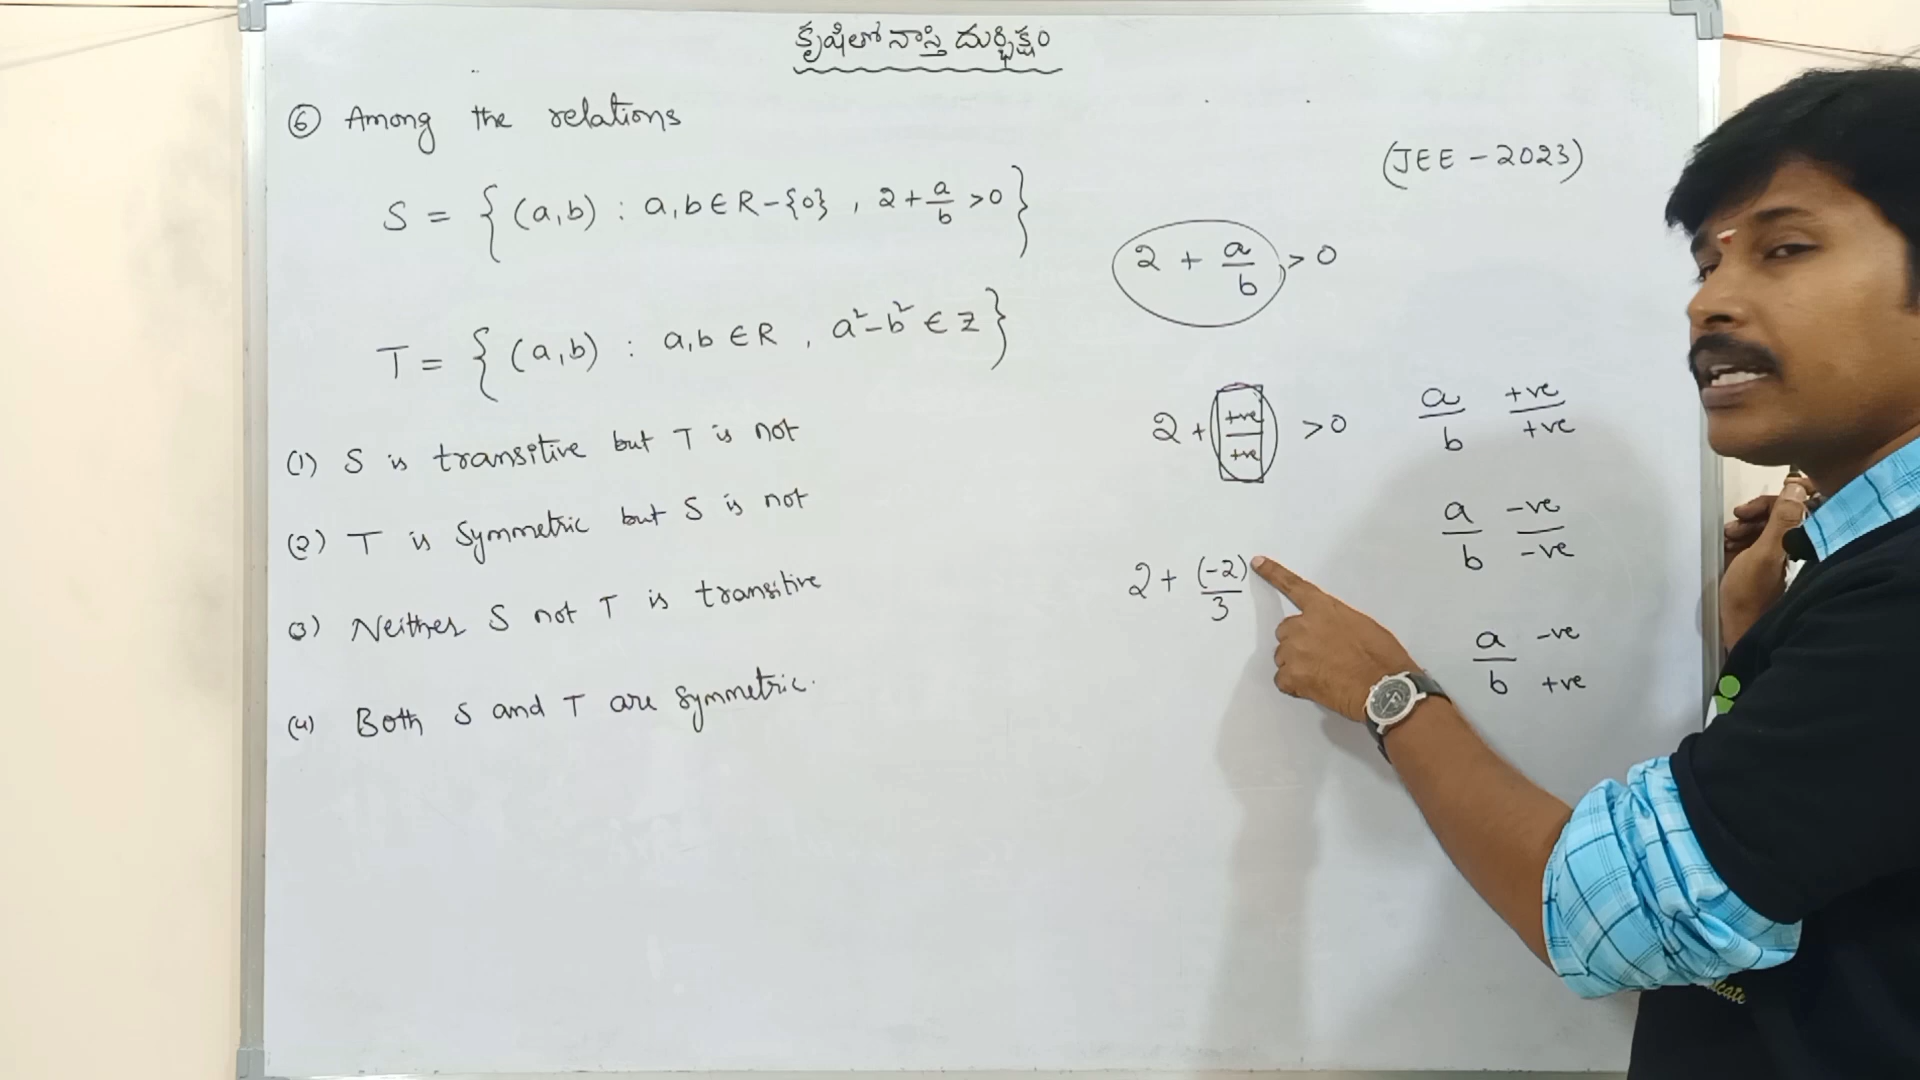 కృషితో నాస్తి దుర్భిక్షం
⑥ Among the relations
(JEE - 2023)
S = { (a,b) : a,b ∈ R-{0} , 2 + a/b > 0 }
T = { (a,b) : a,b ∈ R , a²-b² ∈ Z }
(1) S is transitive but T is not
(2) T is Symmetric but S is not
(3) Neither S not T is transitive
(4) Both S and T are Symmetric.
2 + a/b > 0
2 + +ve/+ve > 0
a/b +ve/+ve
a/b -ve/-ve
2 + (-2)/3
a/b -ve +ve